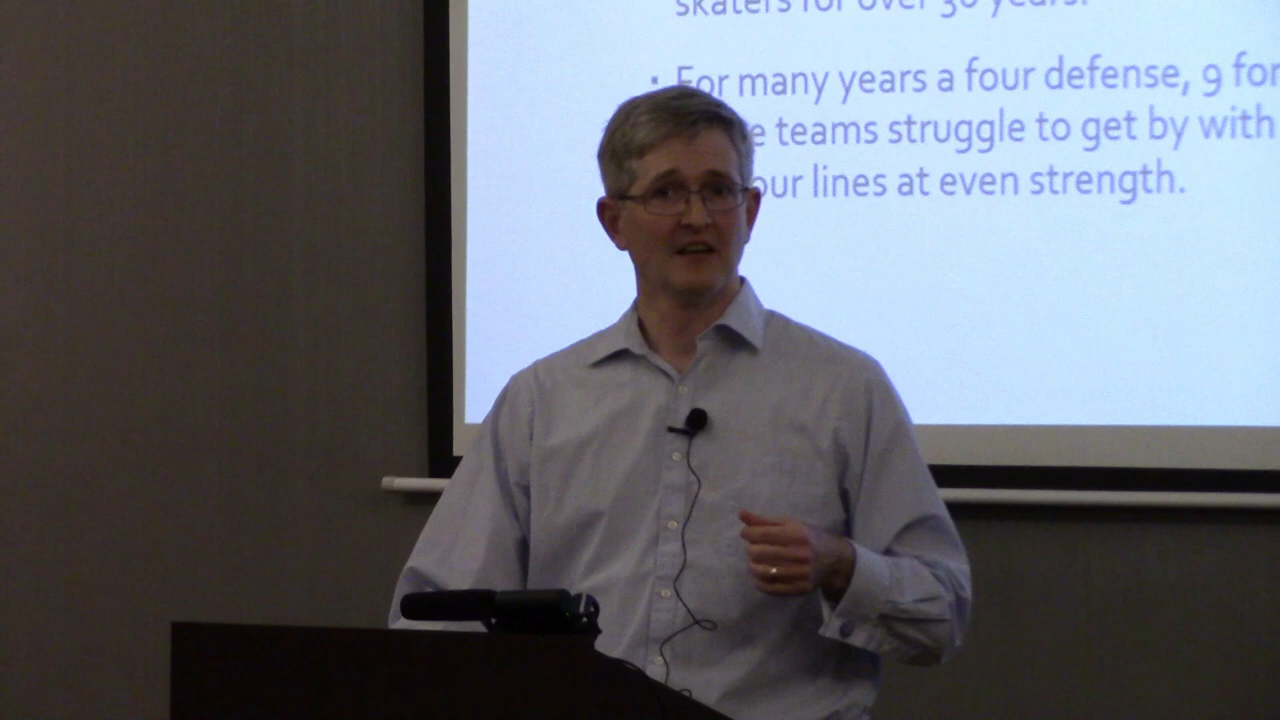 skaters for over 30 years.
For many years a four defense, 9 for
teams struggle to get by with
our lines at even strength.